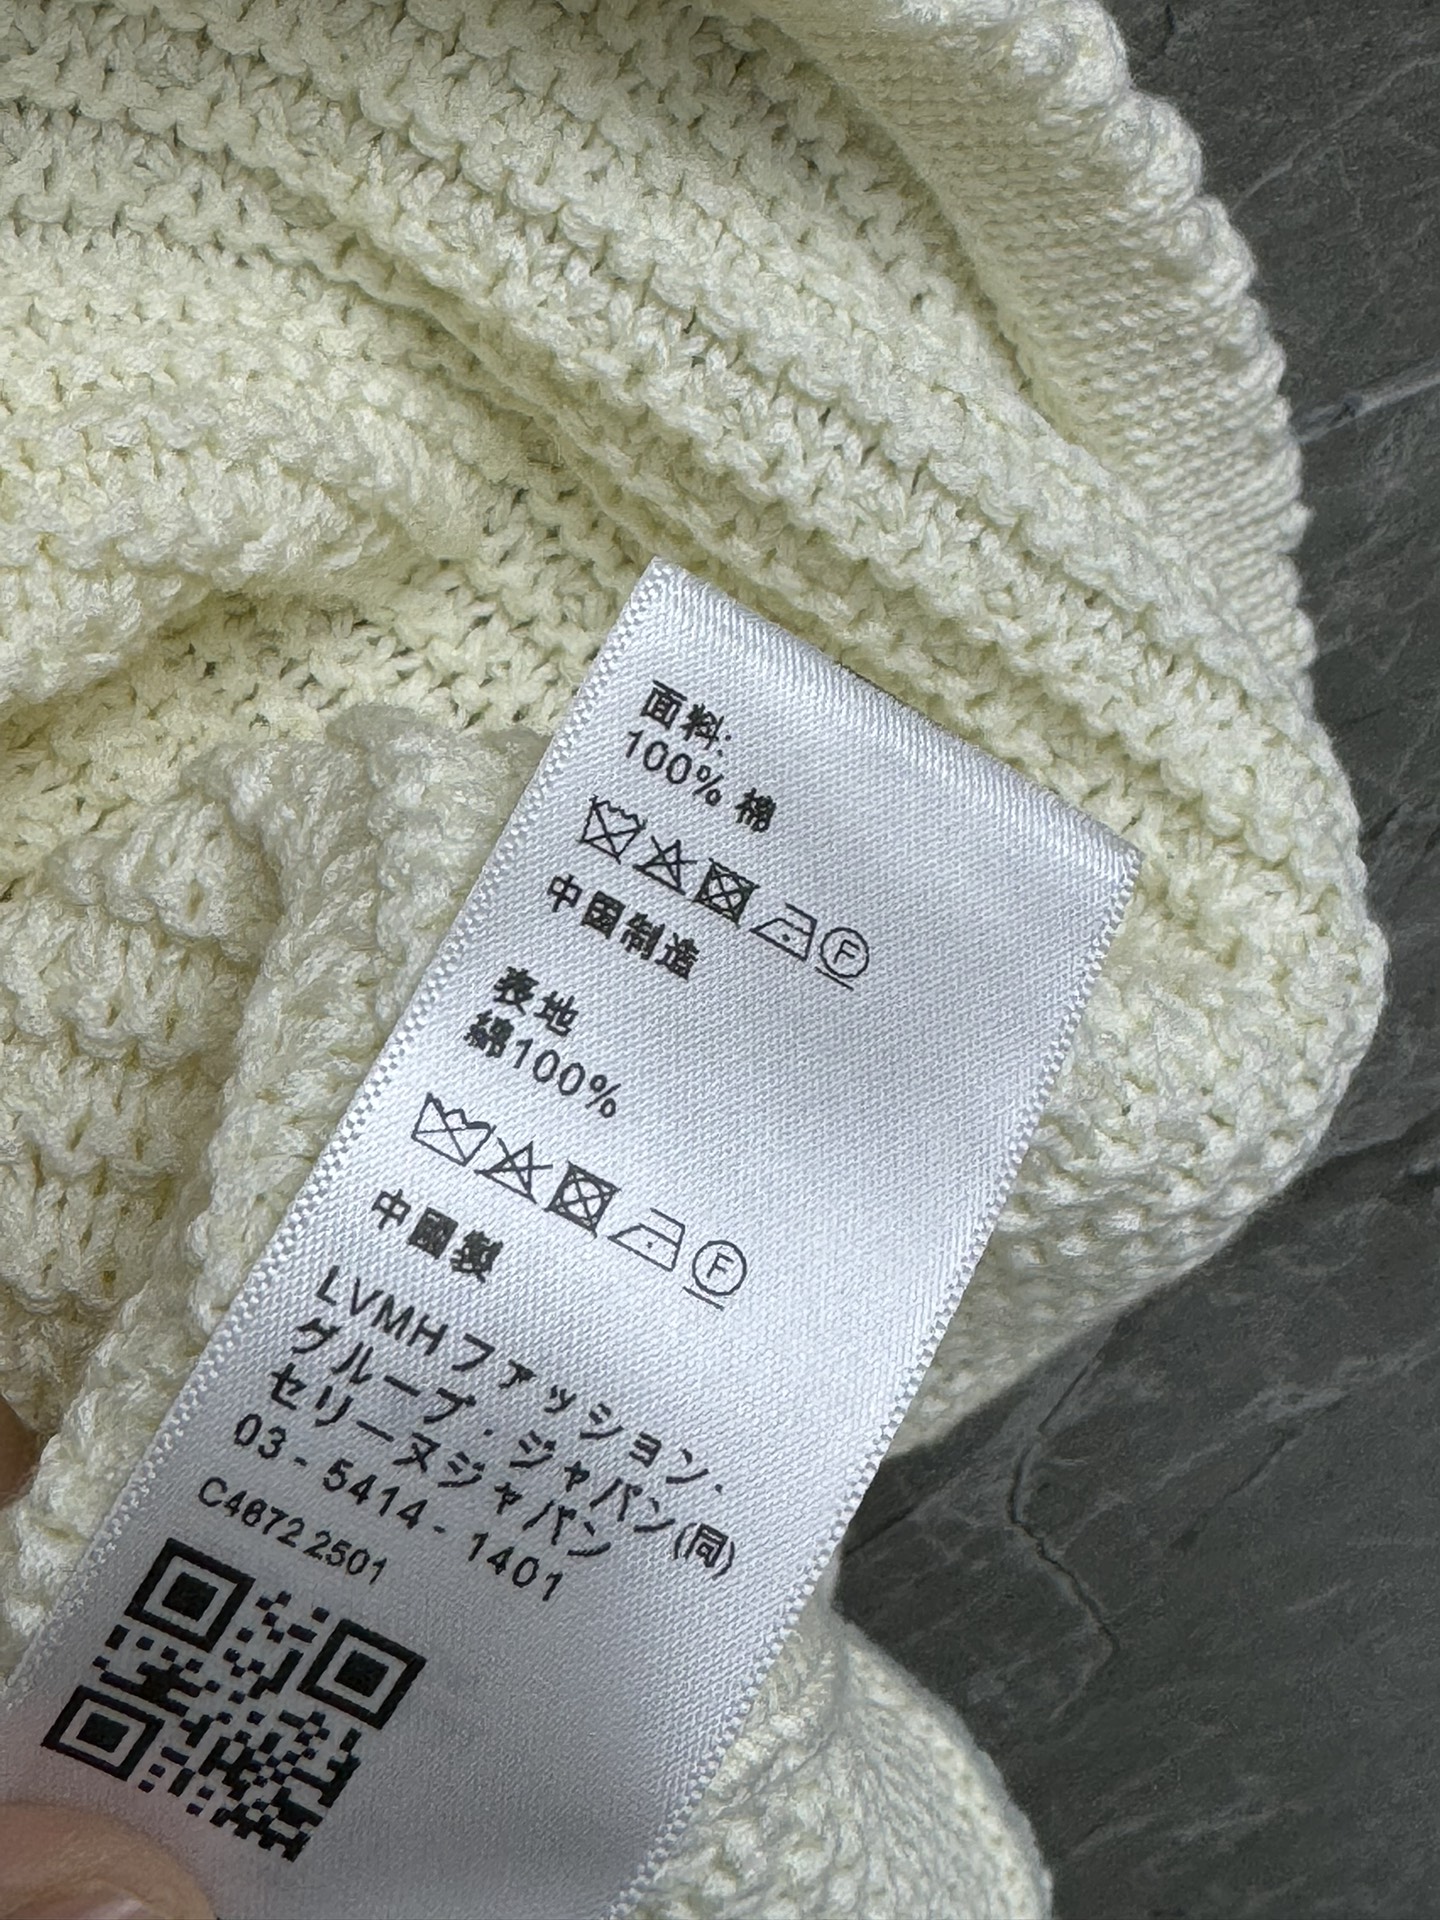 面料:
100% 棉
F
中国制造
表地
綿100%
F
中國製
LVMHファッション・
グループ・ジャパン(同)
セリーヌジャパン
03-5414-1401
C4672 2501